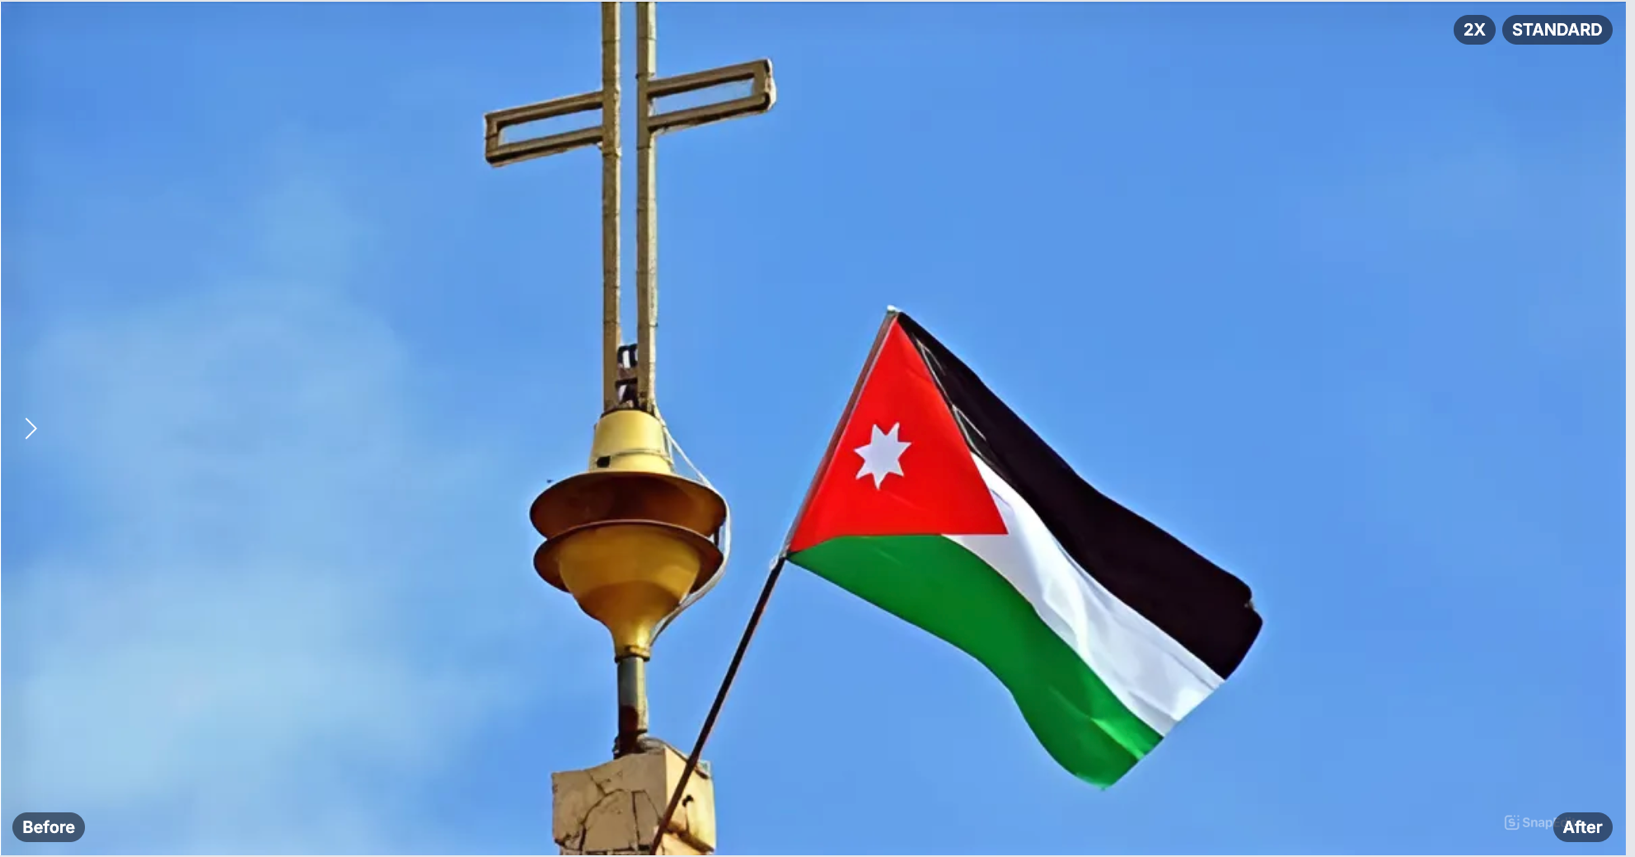 2X STANDARD
Before
Snap
After